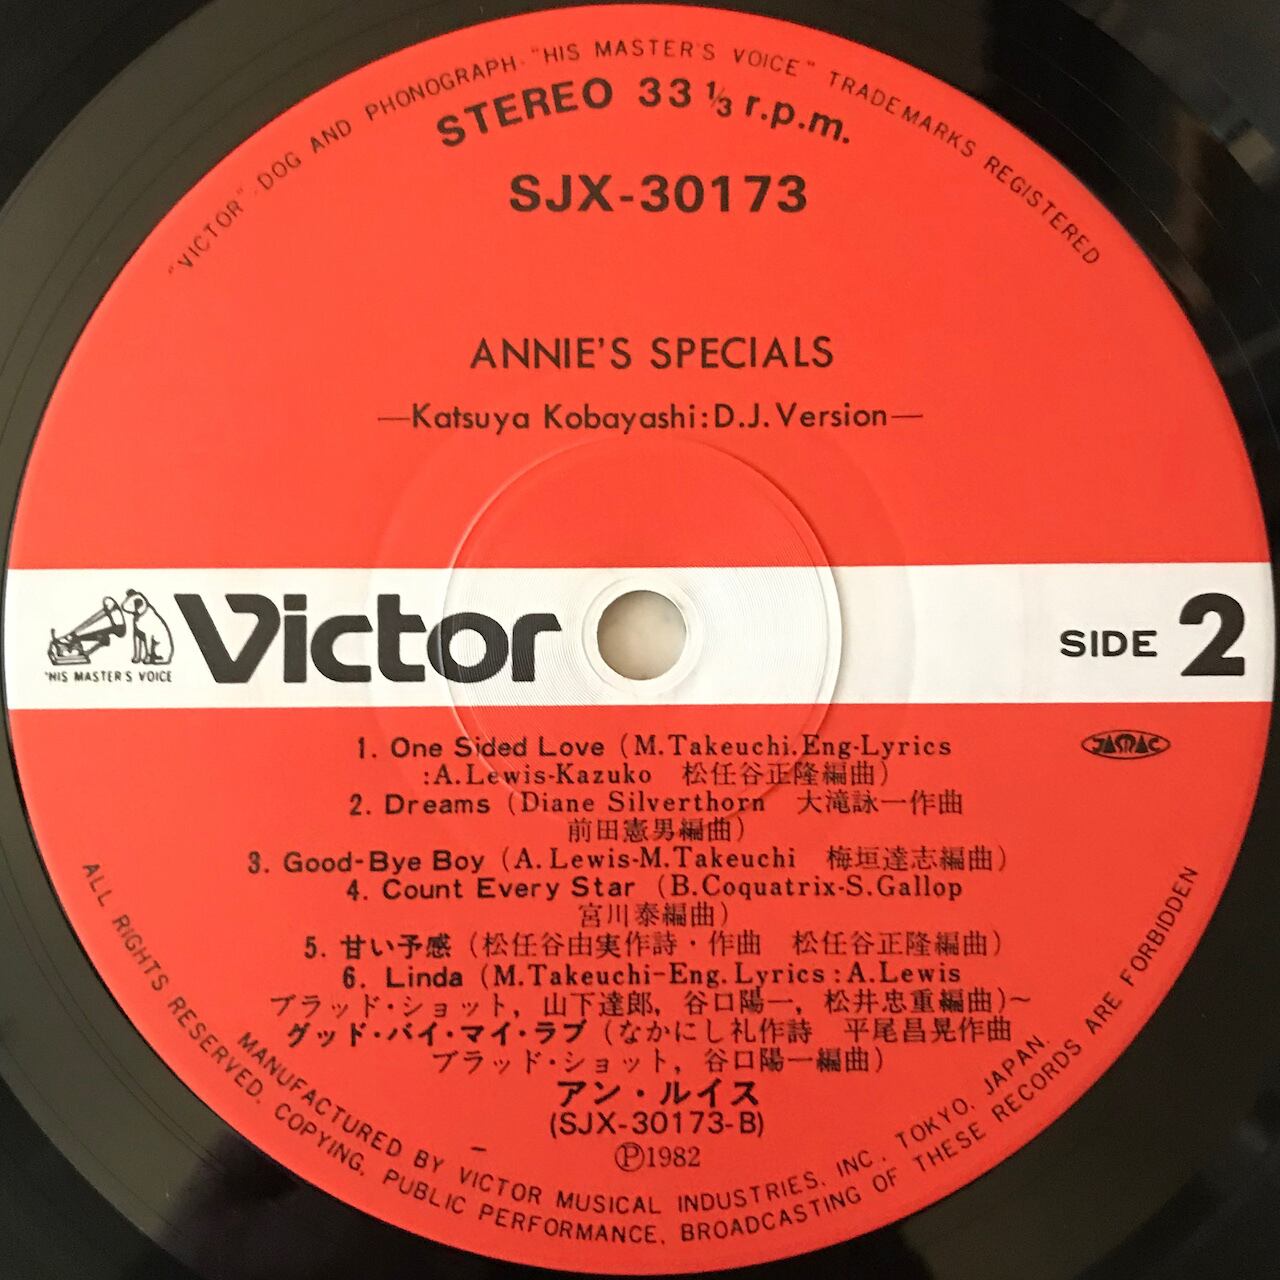 "VICTOR"·DOG AND PHONOGRAPH·"HIS MASTER'S VOICE" TRADEMARKS REGISTERED
STEREO 33 1/3 r.p.m.
SJX-30173
ANNIE'S SPECIALS
—Katsuya Kobayashi:D.J.Version—
"HIS MASTER'S VOICE
Victor
SIDE 2
JASRAC
1. One Sided Love (M.Takeuchi.Eng-Lyrics
:A.Lewis-Kazuko 松任谷正隆編曲)
2. Dreams (Diane Silverthorn 大滝詠一作曲
前田憲男編曲)
3. Good-Bye Boy (A.Lewis-M.Takeuchi 梅垣達志編曲)
4. Count Every Star (B.Coquatrix-S.Gallop
宮川泰編曲)
5. 甘い予感 (松任谷由実作詩・作曲 松任谷正隆編曲)
6. Linda (M.Takeuchi-Eng.Lyrics:A.Lewis
ブラッド・ショット, 山下達郎, 谷口陽一, 松井忠重編曲)~
グッド・バイ・マイ・ラブ (なかにし礼作詩 平尾昌晃作曲
ブラッド・ショット, 谷口陽一編曲)
アン・ルイス
(SJX-30173-B)
Ⓟ1982
MANUFACTURED BY VICTOR MUSICAL INDUSTRIES, INC., TOKYO, JAPAN.
ALL RIGHTS RESERVED. COPYING, PUBLIC PERFORMANCE, BROADCASTING OF THESE RECORDS ARE FORBIDDEN